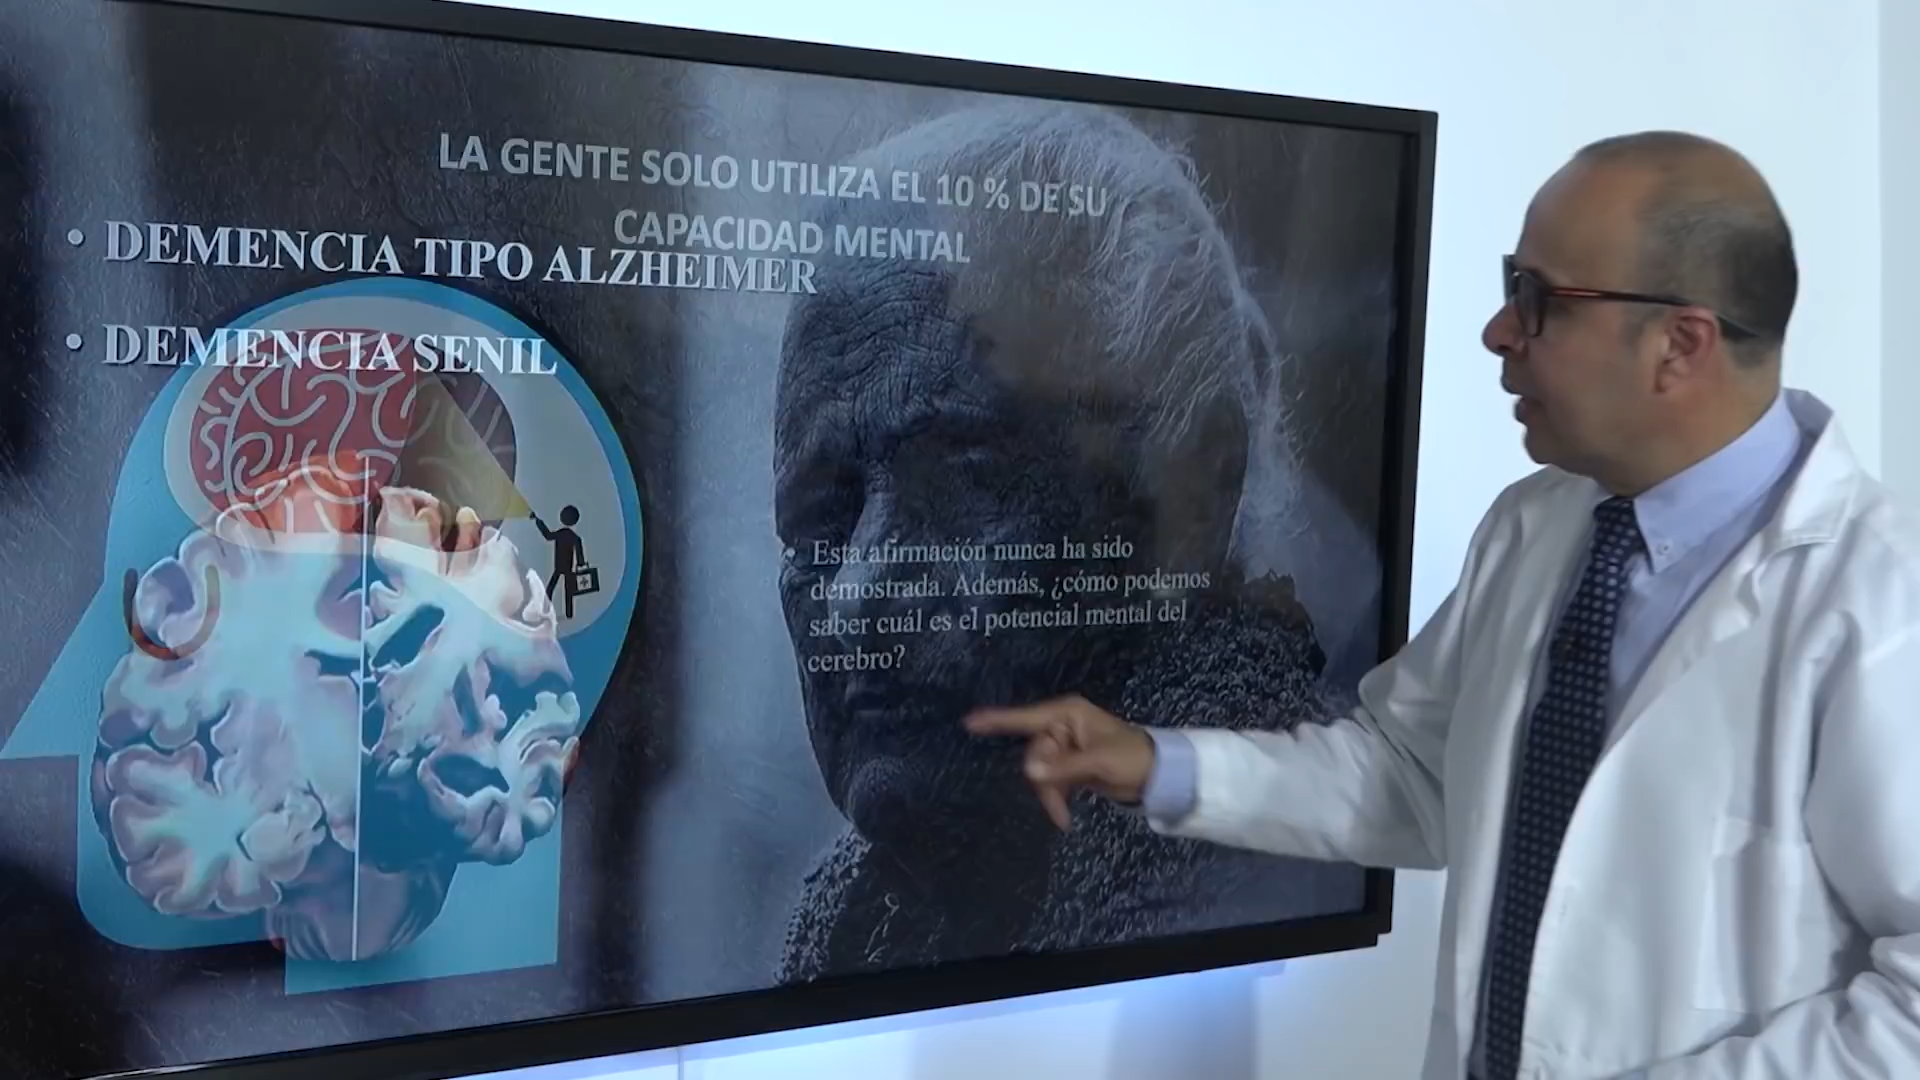 LA GENTE SOLO UTILIZA EL 10 % DE SU
CAPACIDAD MENTAL
• DEMENCIA TIPO ALZHEIMER
• DEMENCIA SENIL
• Esta afirmación nunca ha sido
demostrada. Además, ¿cómo podemos
saber cuál es el potencial mental del
cerebro?